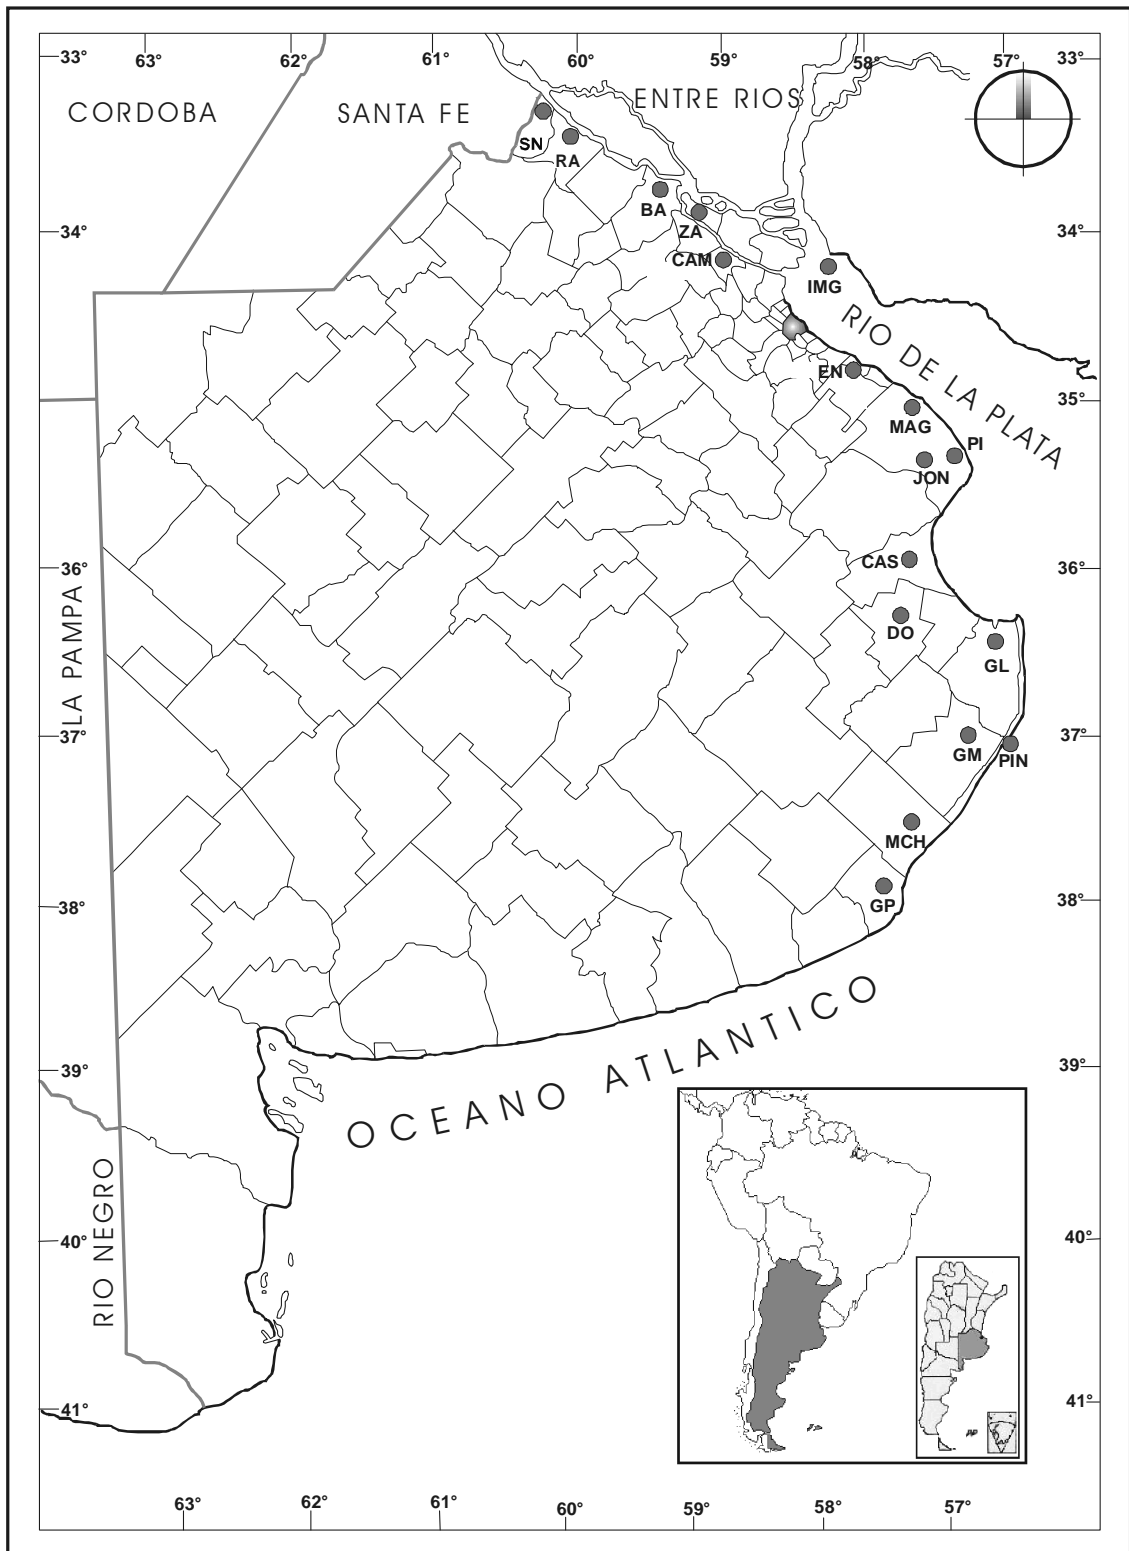 33°
63°
62°
61°
60°
59°
58°
57°
33°
CORDOBA
SANTA FE
ENTRE RIOS
SN
RA
BA
ZA
CAM
IMG
34°
34°
RIO DE LA PLATA
EN
MAG
PI
JON
35°
35°
CAS
36°
36°
LA PAMPA
DO
GL
GM
PIN
37°
37°
MCH
GP
38°
38°
OCEANO ATLANTICO
39°
39°
RIO NEGRO
40°
40°
41°
41°
63°
62°
61°
60°
59°
58°
57°